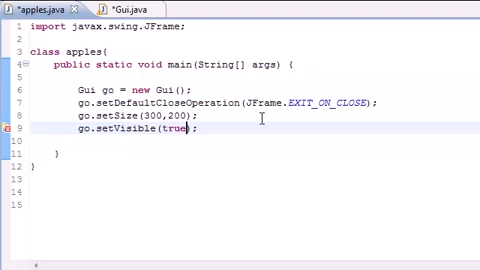 *apples.java *Gui.java
1 import javax.swing.JFrame;
2
3 class apples{
4 public static void main(String[] args) {
5
6 Gui go = new Gui();
7 go.setDefaultCloseOperation(JFrame.EXIT_ON_CLOSE);
8 go.setSize(300,200);
9 go.setVisible(true);
10
11 }
12 }
13
14
15